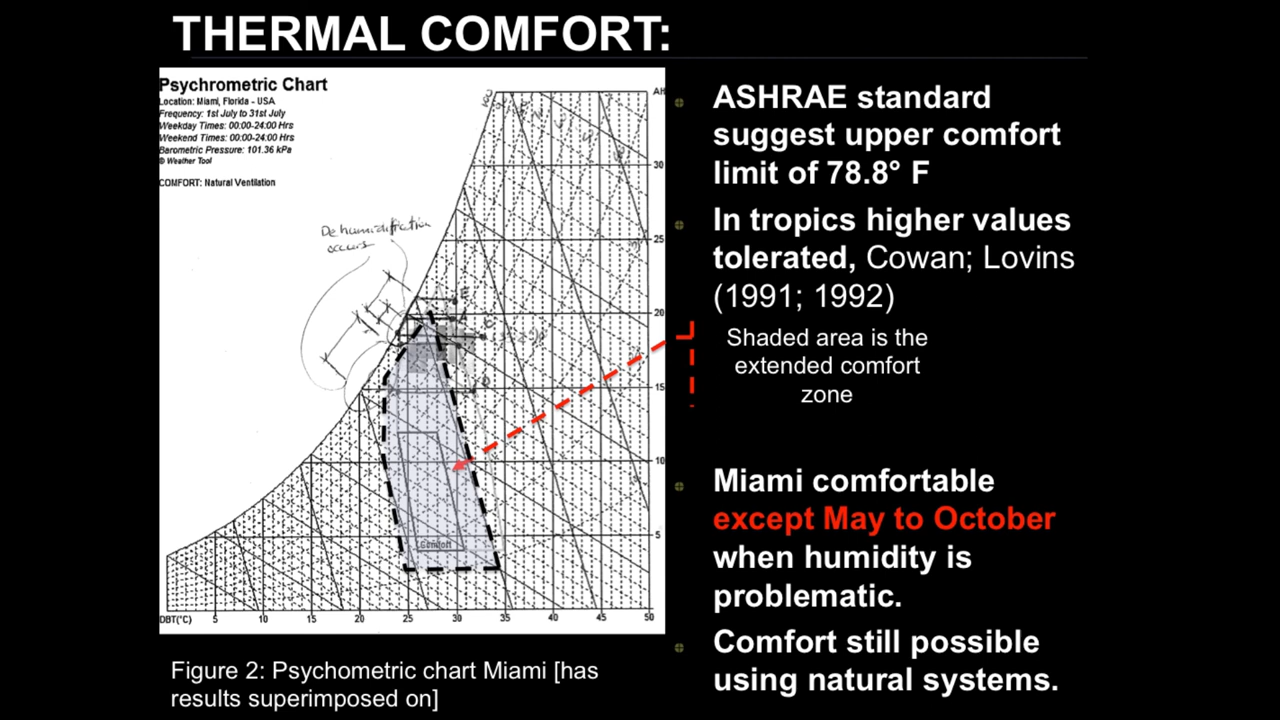 THERMAL COMFORT:
Psychrometric Chart
Location: Miami, Florida - USA
Frequency: 1st July to 31st July
Weekday Times: 00:00-24:00 Hrs
Weekend Times: 00:00-24:00 Hrs
Barometric Pressure: 101.36 kPa
© Weather Tool
COMFORT: Natural Ventilation
Dehumidification
occurs
AH
30
25
20
15
10
5
Comfort
DBT(°C)
5
10
15
20
25
30
35
40
45
50
Figure 2: Psychometric chart Miami [has
results superimposed on]
ASHRAE standard
suggest upper comfort
limit of 78.8° F
In tropics higher values
tolerated, Cowan; Lovins
(1991; 1992)
Shaded area is the
extended comfort
zone
Miami comfortable
except May to October
when humidity is
problematic.
Comfort still possible
using natural systems.